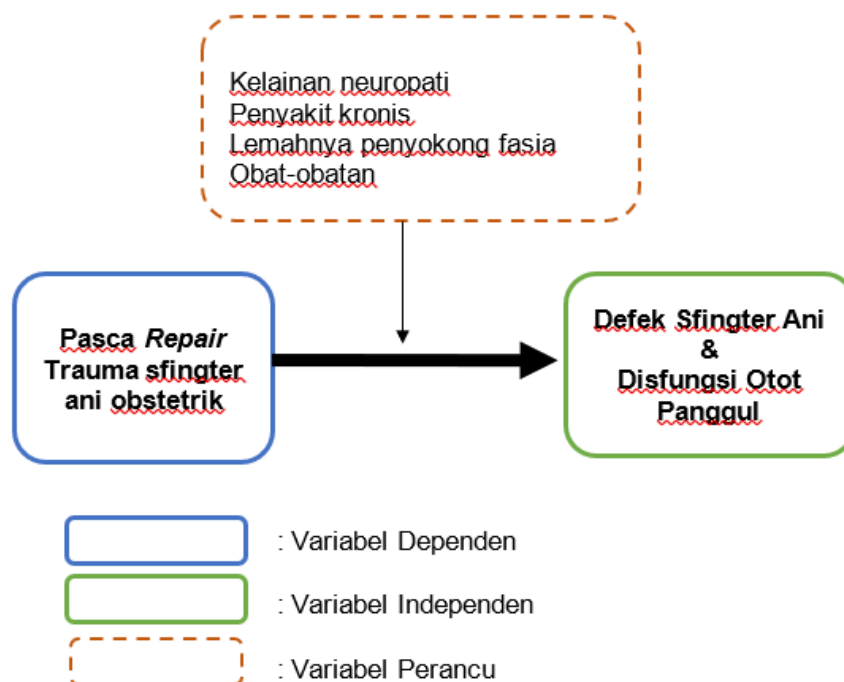 Kelainan neuropati
Penyakit kronis
Lemahnya penyokong fasia
Obat-obatan
Pasca Repair
Trauma sfingter
ani obstetrik
Defek Sfingter Ani
&
Disfungsi Otot
Panggul
: Variabel Dependen
: Variabel Independen
: Variabel Perancu